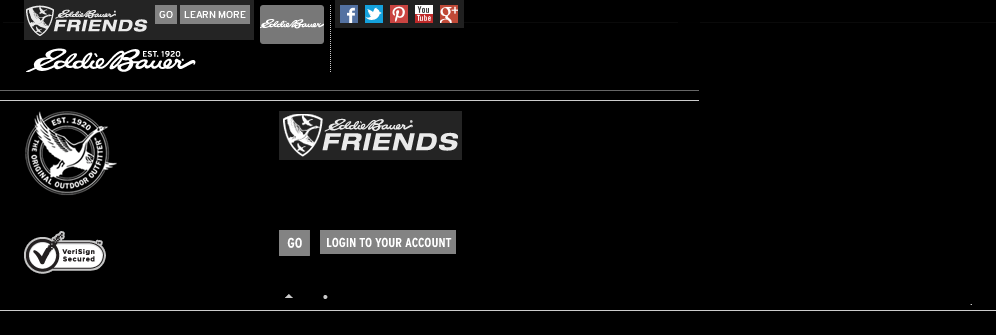 Eddie Bauer
FRIENDS
GO
LEARN MORE
Eddie Bauer
You
Tube
g+
EST. 1920
Eddie Bauer
EST. 1920
THE ORIGINAL OUTDOOR OUTFITTER
Eddie Bauer
FRIENDS
VeriSign
Secured
GO
LOGIN TO YOUR ACCOUNT